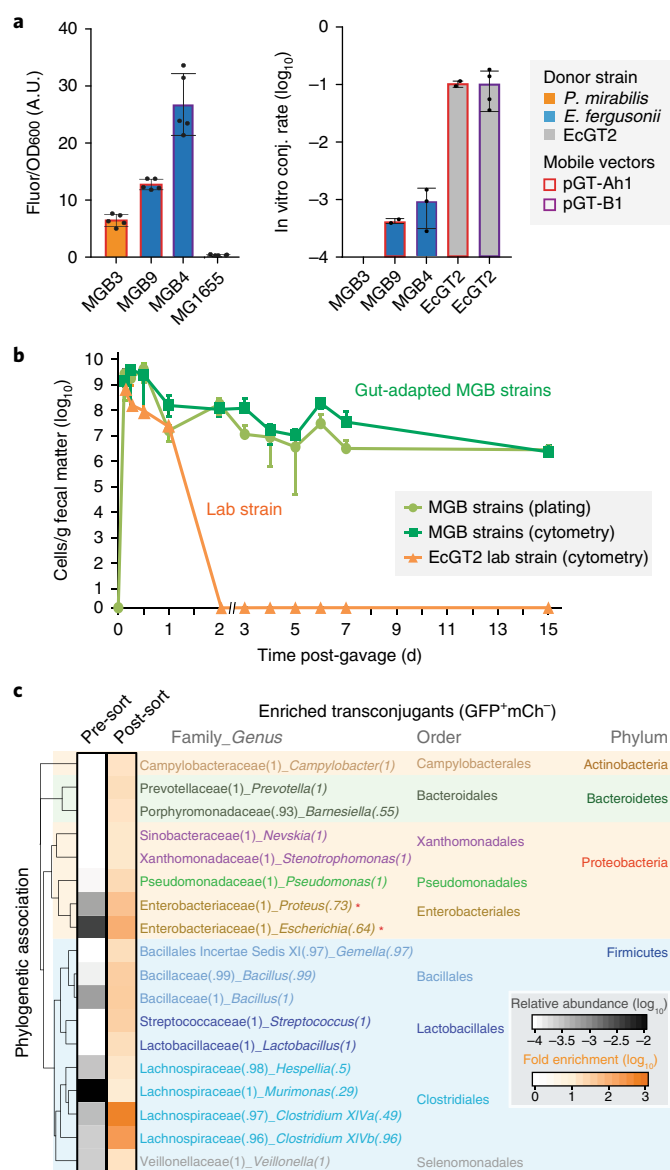 a
40
30
20
10
0
Fluor/OD600 (A.U.)
MGB3
MGB9
MGB4
MG1655
0
−1
−2
−3
−4
In vitro conj. rate (log10)
MGB3
MGB9
MGB4
EcGT2
EcGT2
Donor strain
P. mirabilis
E. fergusonii
EcGT2
Mobile vectors
pGT-Ah1
pGT-B1
b
10
9
8
7
6
5
4
3
2
1
0
Cells/g fecal matter (log10)
Gut-adapted MGB strains
Lab strain
MGB strains (plating)
MGB strains (cytometry)
EcGT2 lab strain (cytometry)
0 1 2 3 5 7 9 11 13 15
Time post-gavage (d)
c
Pre-sort
Post-sort
Enriched transconjugants (GFP+mCh−)
Family_Genus Order Phylum
Phylogenetic association
Campylobacteraceae(1)_Campylobacter(1) Campylobacterales Actinobacteria
Prevotellaceae(1)_Prevotella(1)
Bacteroidales Bacteroidetes
Porphyromonadaceae(.93)_Barnesiella(.55)
Sinobacteraceae(1)_Nevskia(1)
Xanthomonadales
Xanthomonadaceae(1)_Stenotrophomonas(1)
Proteobacteria
Pseudomonadaceae(1)_Pseudomonas(1) Pseudomonadales
Enterobacteriaceae(1)_Proteus(.73) *
Enterobacteriales
Enterobacteriaceae(1)_Escherichia(.64) *
Bacillales Incertae Sedis XI(.97)_Gemella(.97) Firmicutes
Bacillaceae(.99)_Bacillus(.99) Bacillales
Bacillaceae(1)_Bacillus(1)
Streptococcaceae(1)_Streptococcus(1) Lactobacillales
Lactobacillaceae(1)_Lactobacillus(1)
Lachnospiraceae(.98)_Hespellia(.5)
Lachnospiraceae(1)_Murimonas(.29) Clostridiales
Lachnospiraceae(.97)_Clostridium XIVa(.49)
Lachnospiraceae(.96)_Clostridium XIVb(.96)
Veillonellaceae(1)_Veillonella(1) Selenomonadales
Relative abundance (log10)
−4 −3.5 −3 −2.5 −2
Fold enrichment (log10)
0 1 2 3